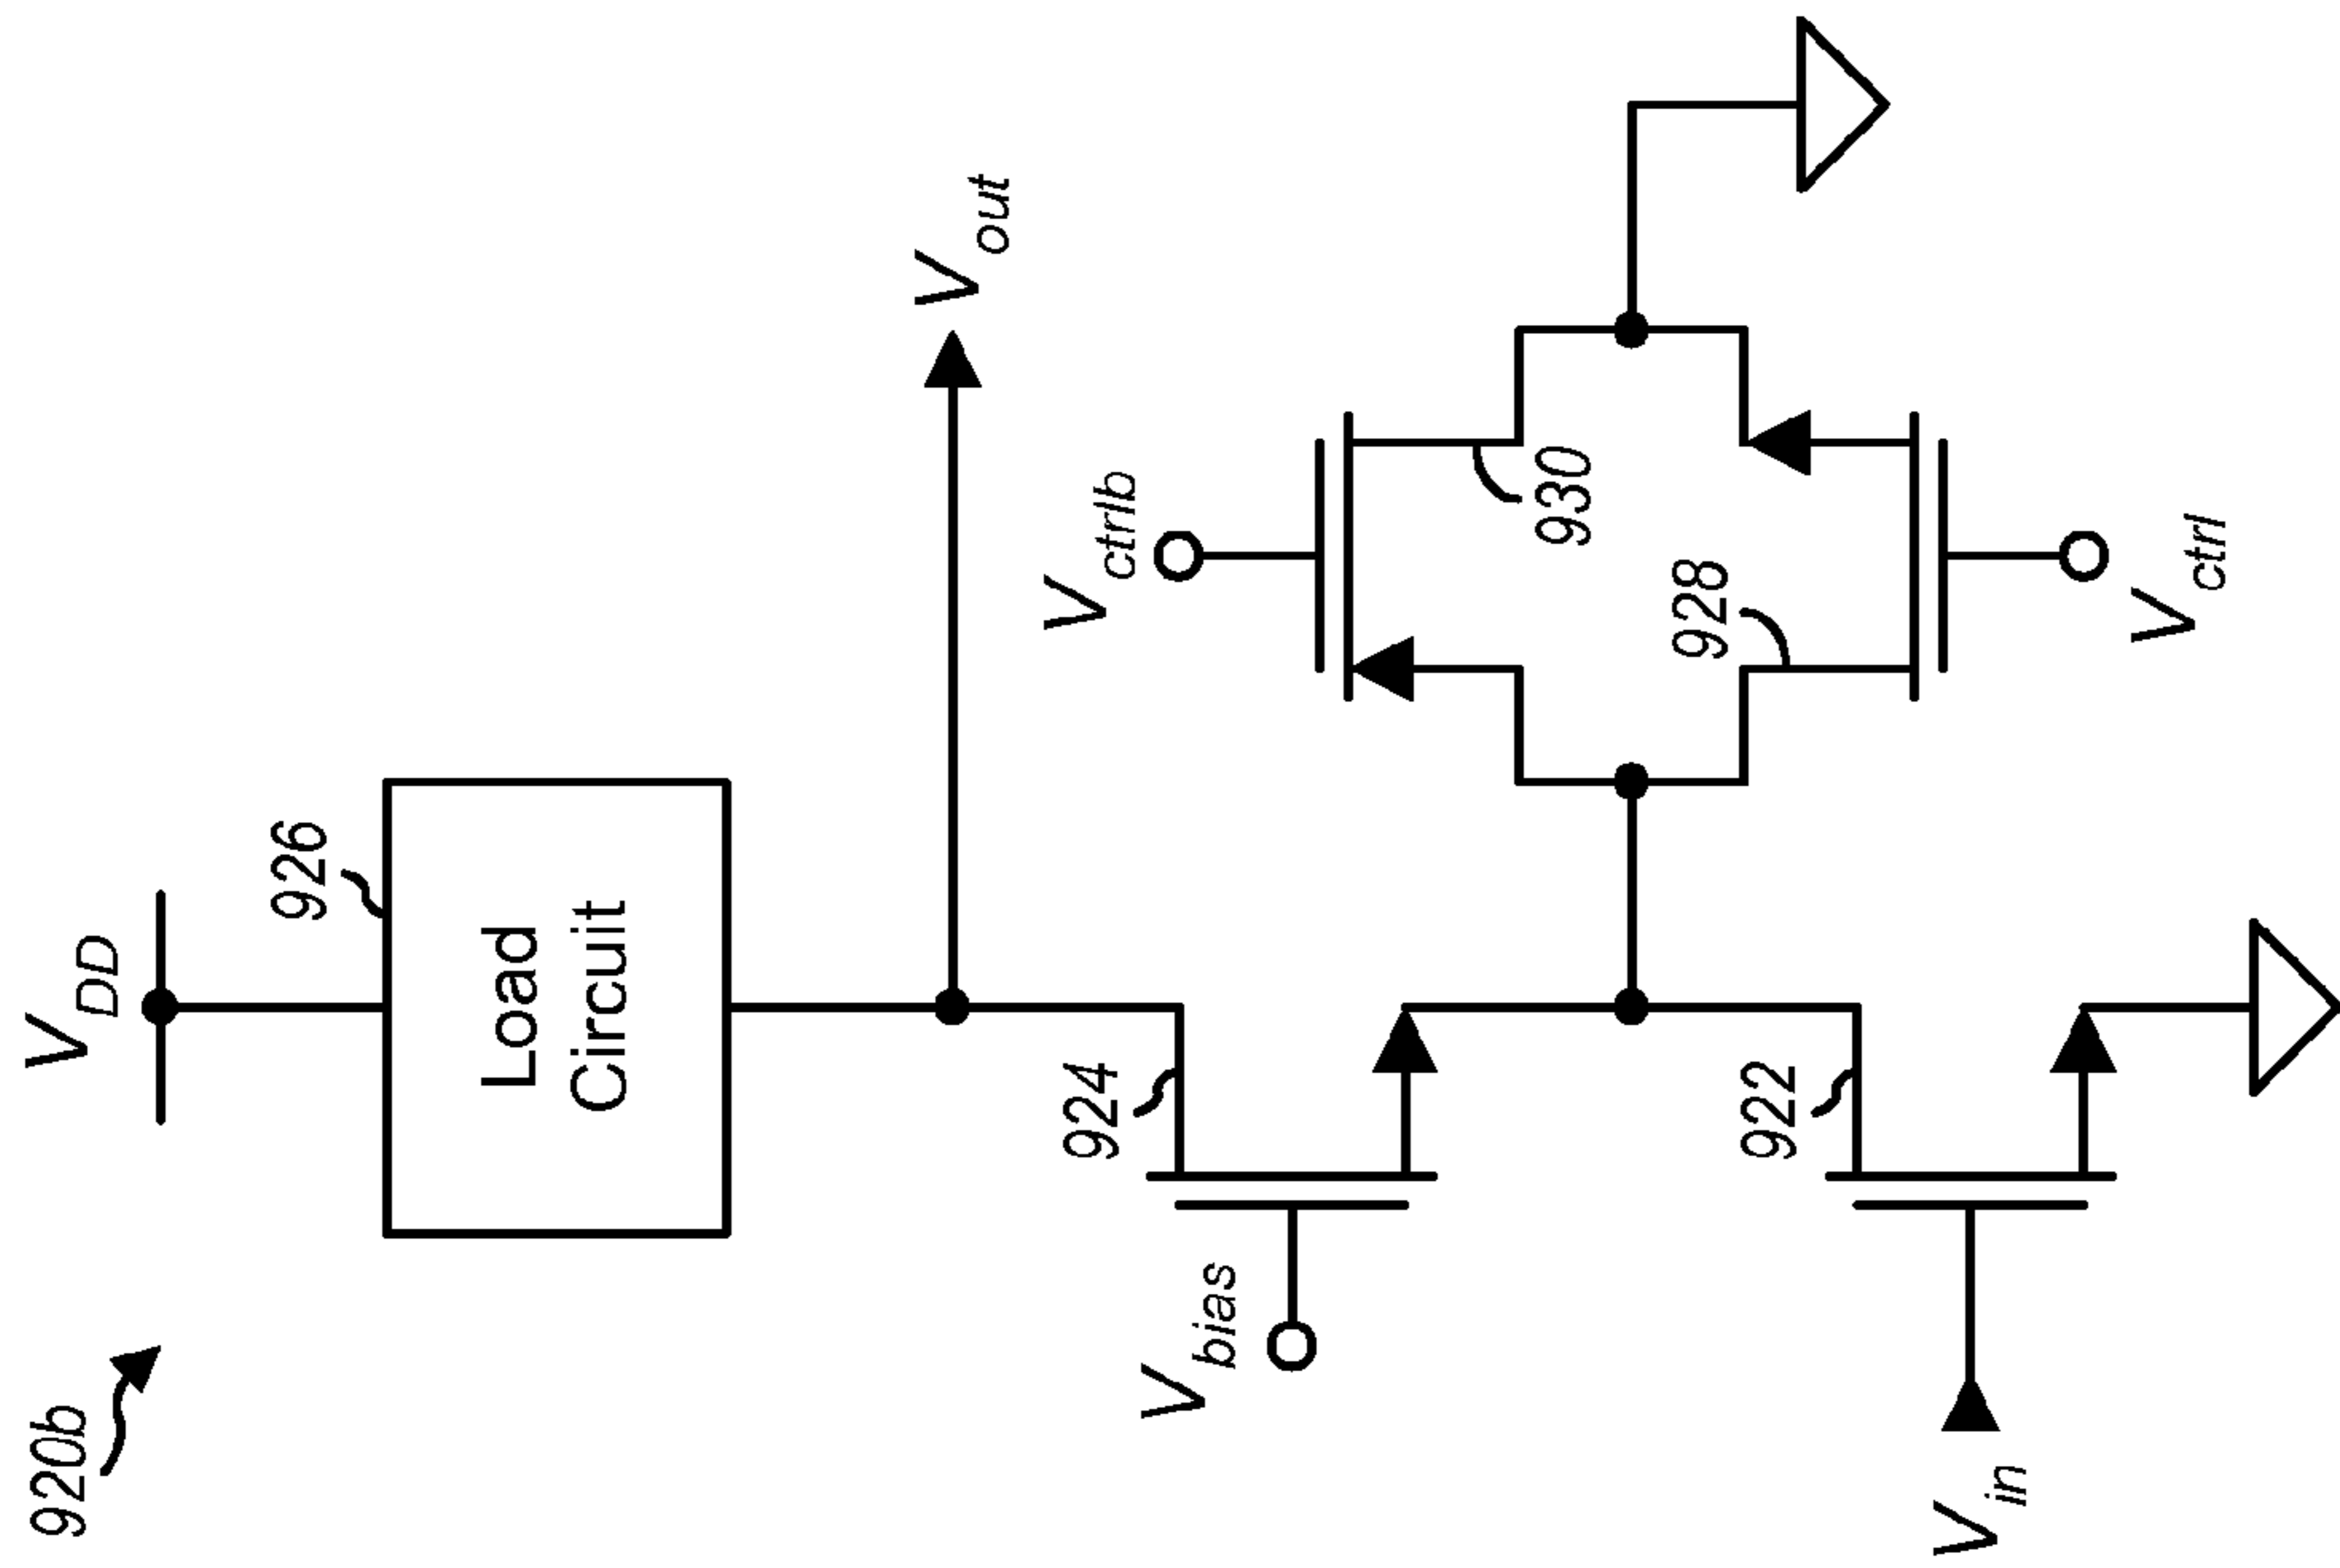 920b
V_DD
926
Load
Circuit
V_out
924
V_bias
V_ctrlb
930
928
922
V_in
V_ctrl